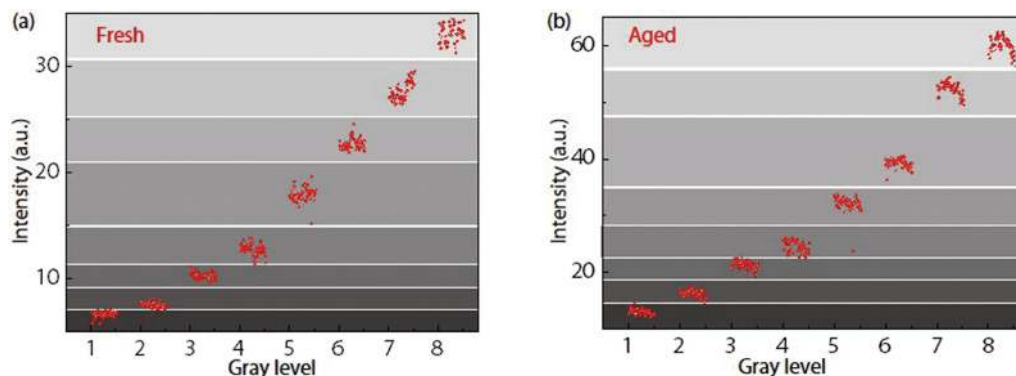 (a)
Fresh
Intensity (a.u.)
30
20
10
1 2 3 4 5 6 7 8
Gray level
(b)
Aged
Intensity (a.u.)
60
40
20
1 2 3 4 5 6 7 8
Gray level